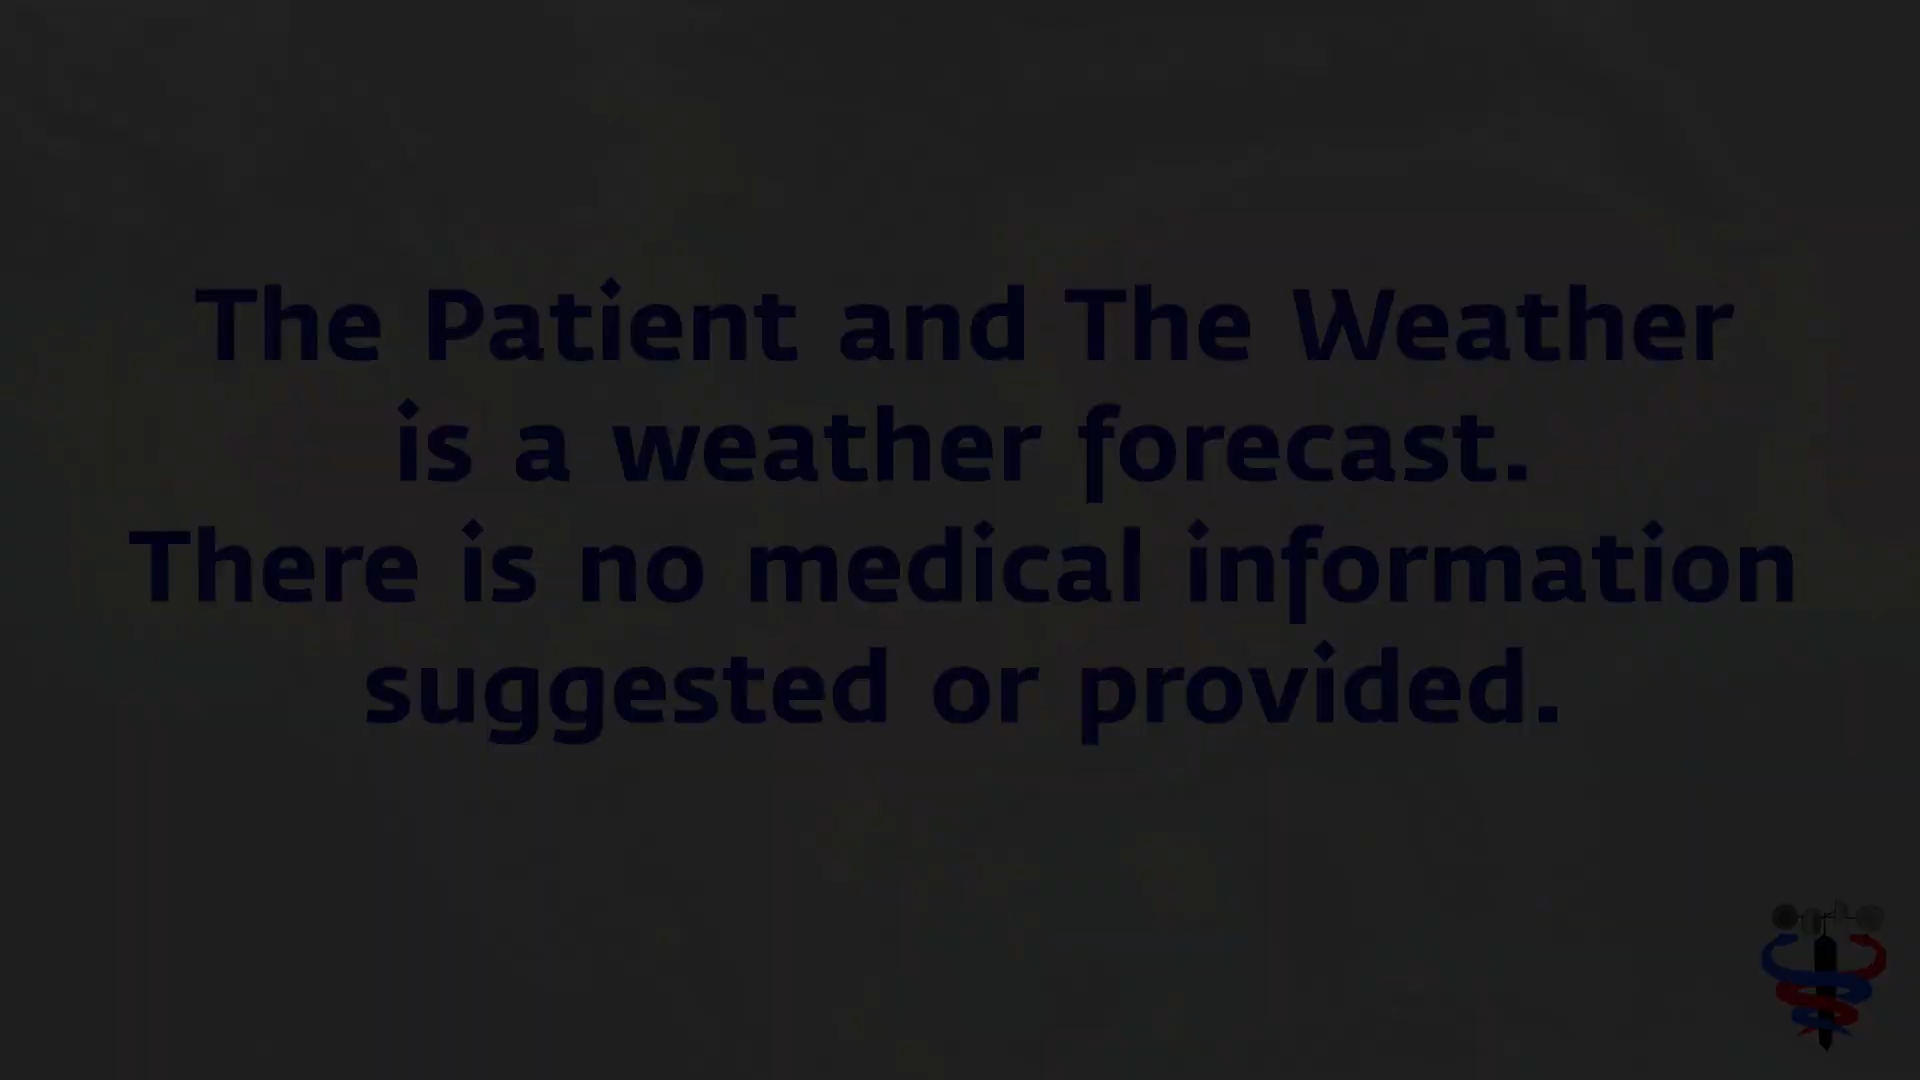 The Patient and The Weather
is a weather forecast.
There is no medical information
suggested or provided.